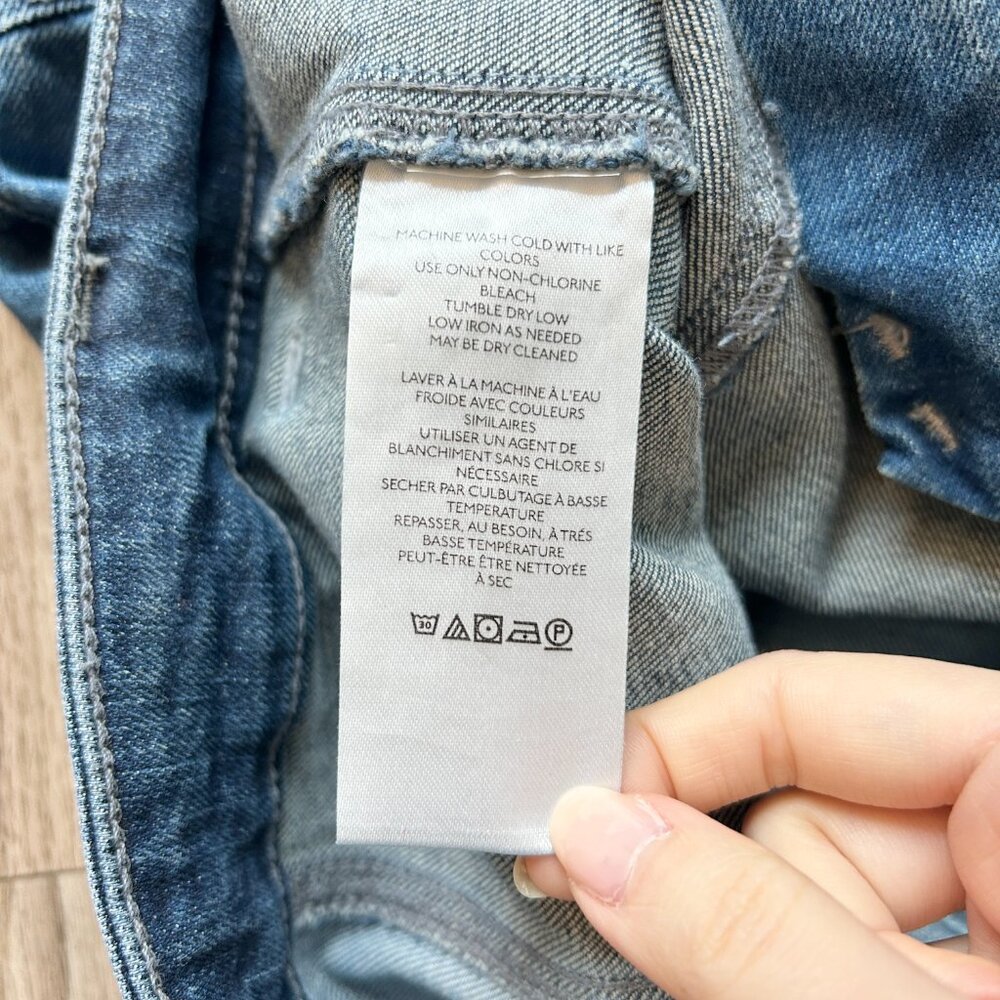 MACHINE WASH COLD WITH LIKE
COLORS
USE ONLY NON-CHLORINE
BLEACH
TUMBLE DRY LOW
LOW IRON AS NEEDED
MAY BE DRY CLEANED
LAVER À LA MACHINE À L'EAU
FROIDE AVEC COULEURS
SIMILAIRES
UTILISER UN AGENT DE
BLANCHIMENT SANS CHLORE SI
NÉCESSAIRE
SECHER PAR CULBUTAGE À BASSE
TEMPERATURE
REPASSER, AU BESOIN, À TRÉS
BASSE TEMPÉRATURE
PEUT-ÊTRE ÊTRE NETTOYÉE
À SEC
30 P